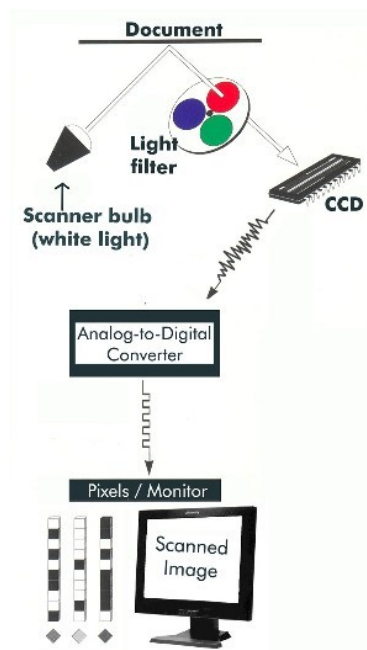 Document
Light
filter
Scanner bulb
(white light)
CCD
Analog-to-Digital
Converter
Pixels / Monitor
Scanned
Image